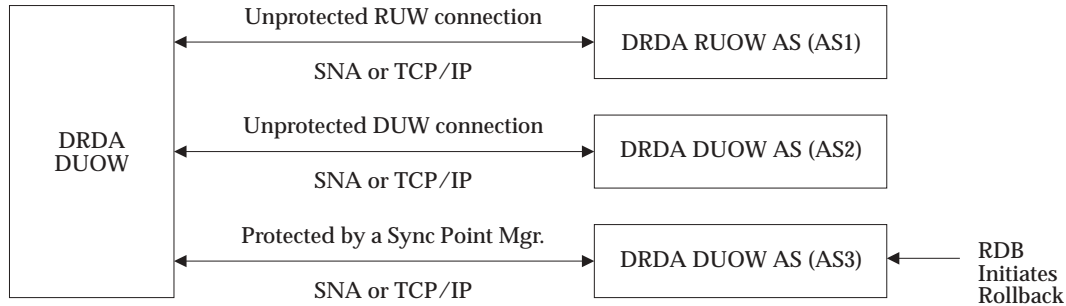 Unprotected RUW connection
DRDA RUOW AS (AS1)
SNA or TCP/IP
DRDA
DUOW
Unprotected DUW connection
DRDA DUOW AS (AS2)
SNA or TCP/IP
Protected by a Sync Point Mgr.
DRDA DUOW AS (AS3)
SNA or TCP/IP
RDB
Initiates
Rollback